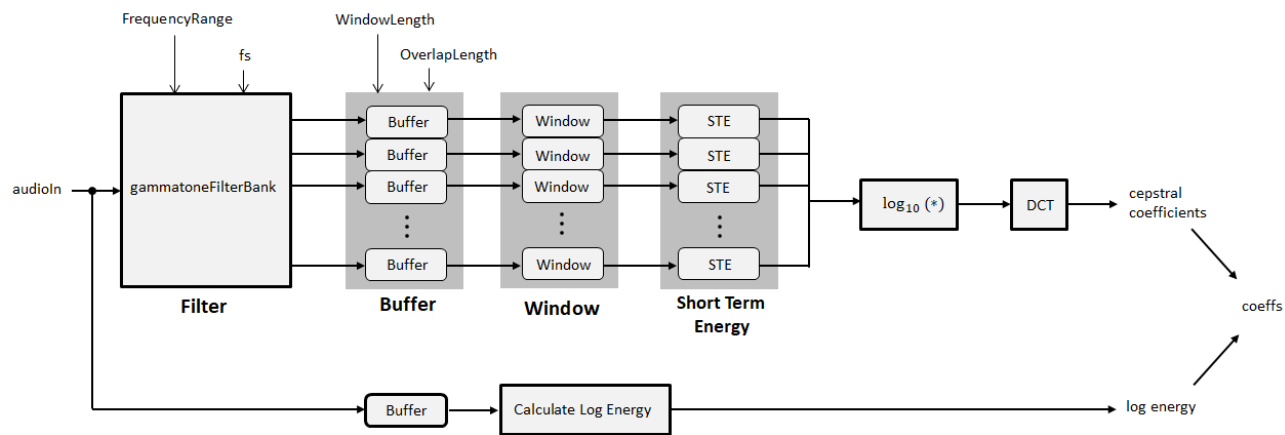 FrequencyRange
WindowLength
fs
OverlapLength
Buffer
Window
STE
Buffer
Window
STE
audioIn
gammatoneFilterBank
Buffer
Window
STE
log₁₀ (*)
DCT
cepstral
coefficients
Buffer
Window
STE
Filter
Buffer
Window
Short Term
Energy
coeffs
Buffer
Calculate Log Energy
log energy